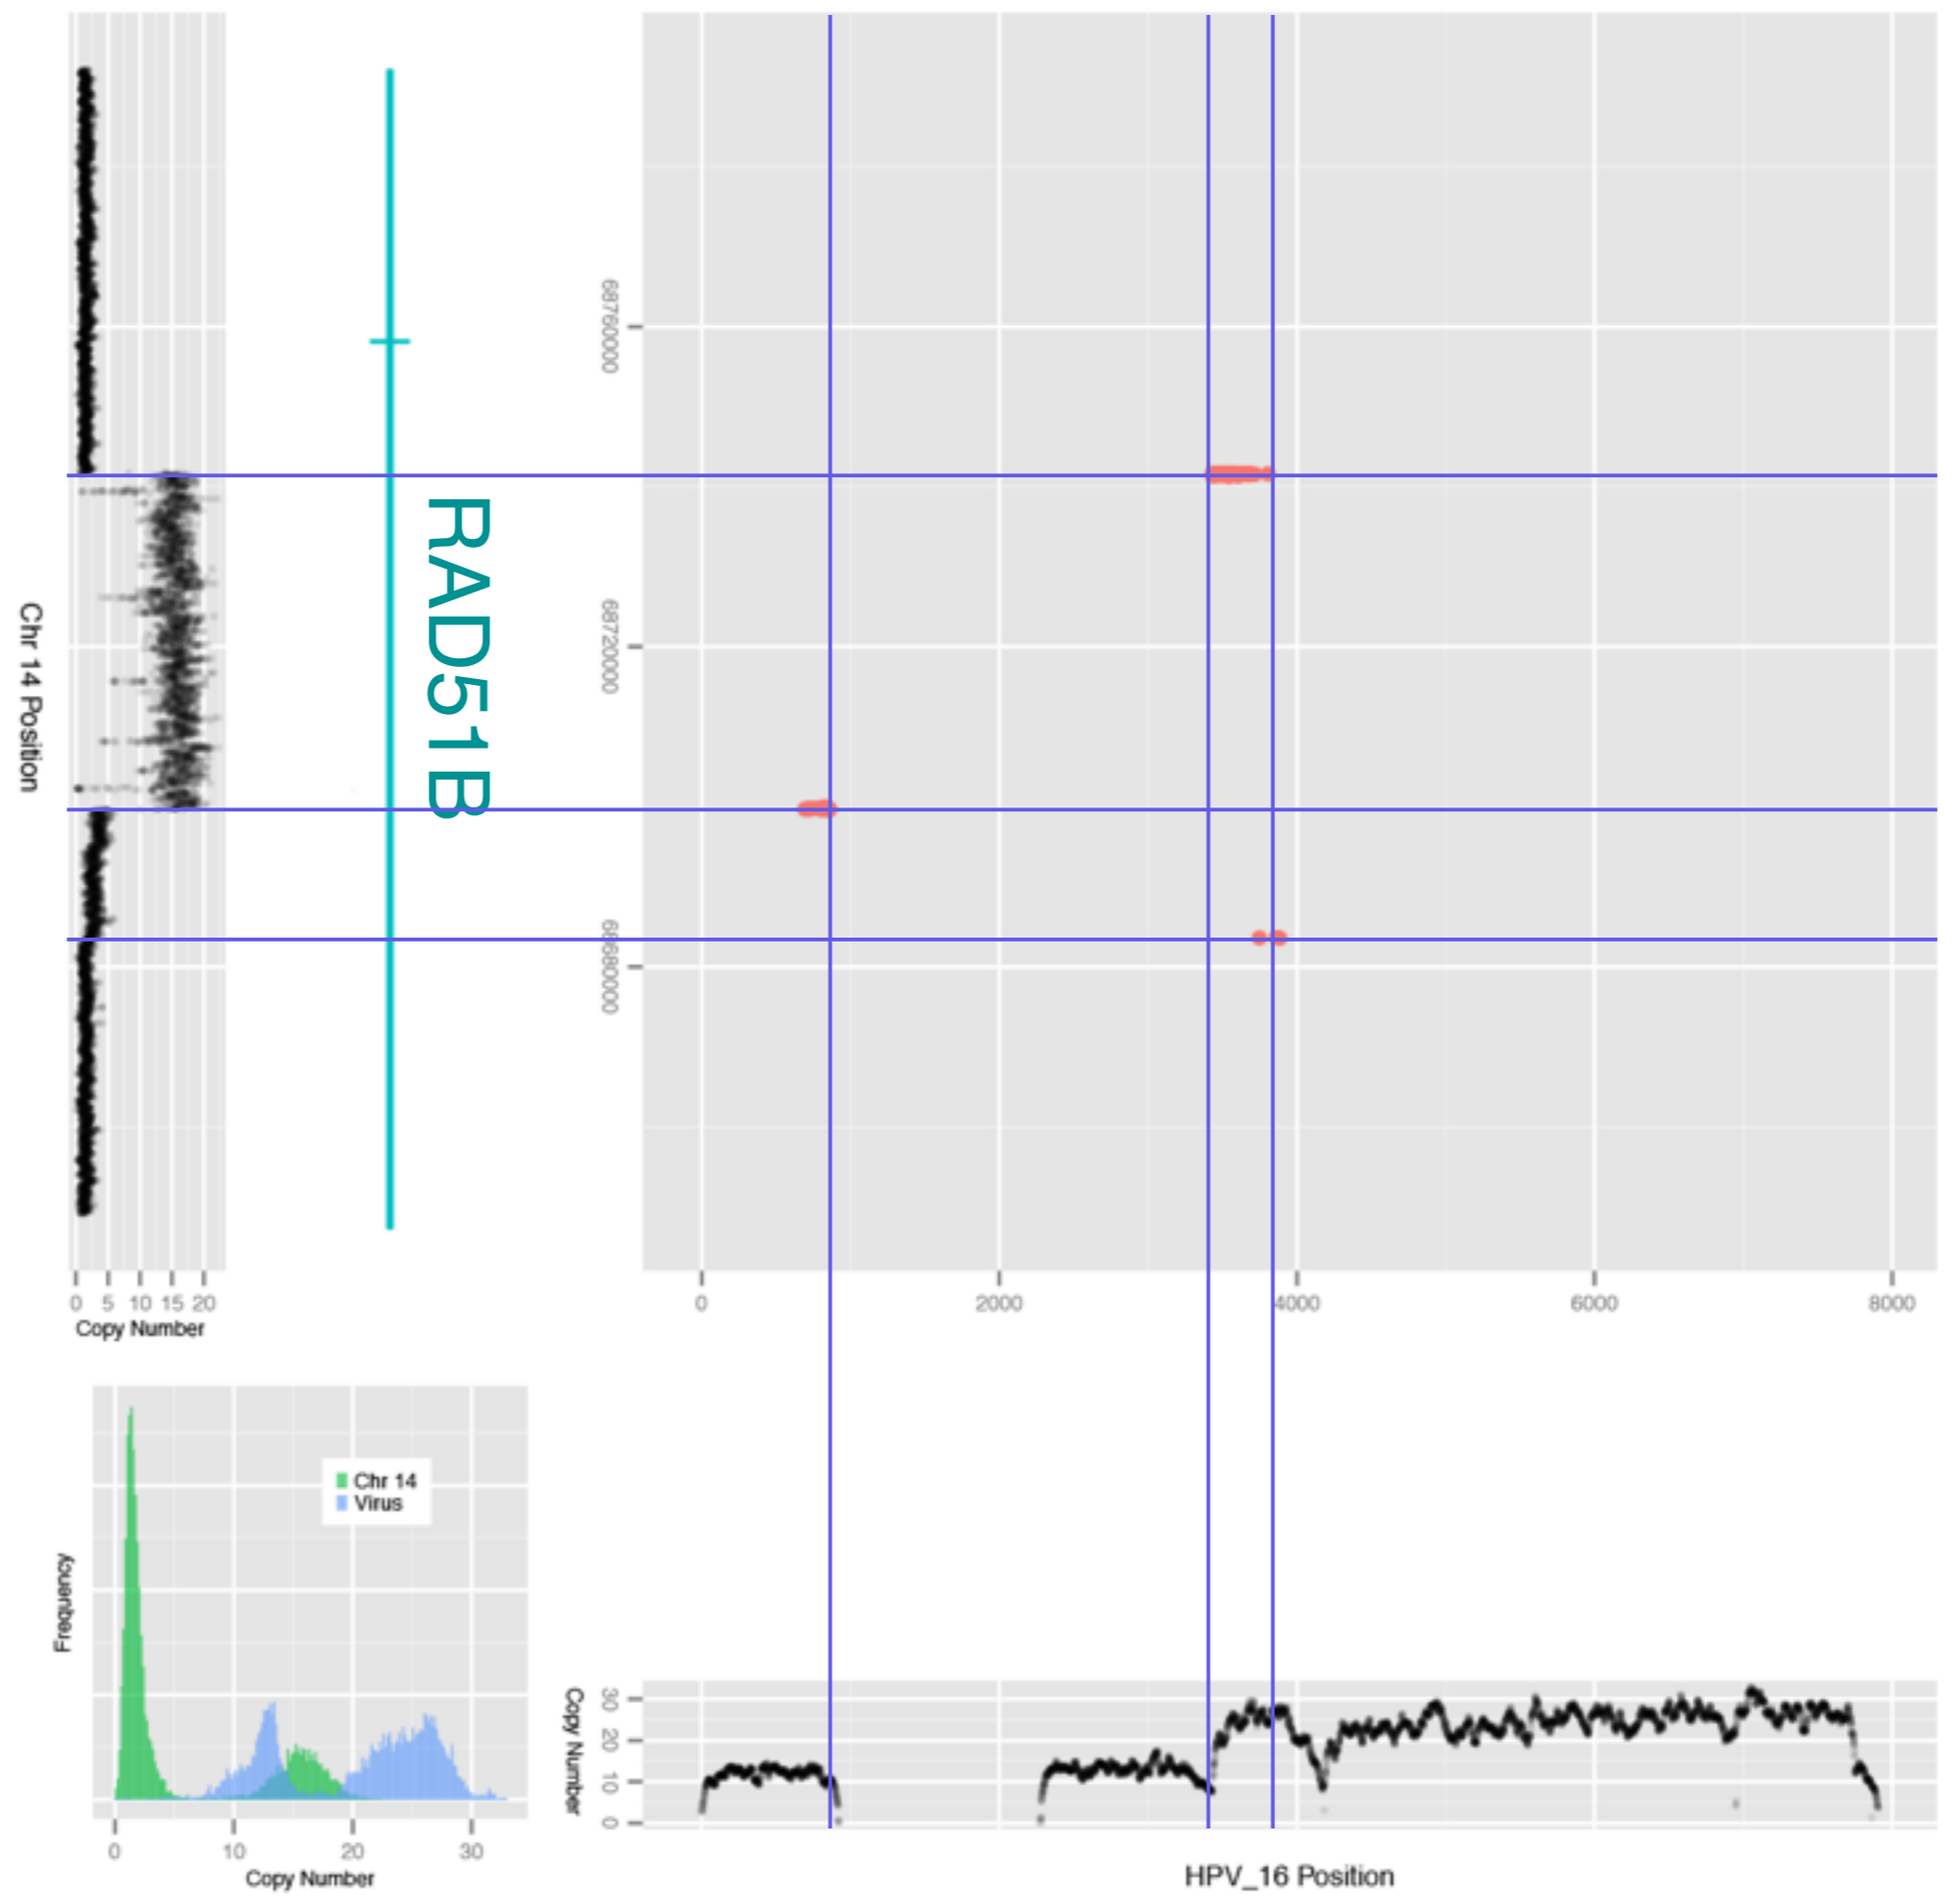 68760000
68720000
68680000
RAD51B
Chr 14 Position
0 5 10 15 20
Copy Number
0 2000 4000 6000 8000
Chr 14
Virus
Frequency
0 10 20 30
Copy Number
Copy Number
30
20
10
0
HPV_16 Position